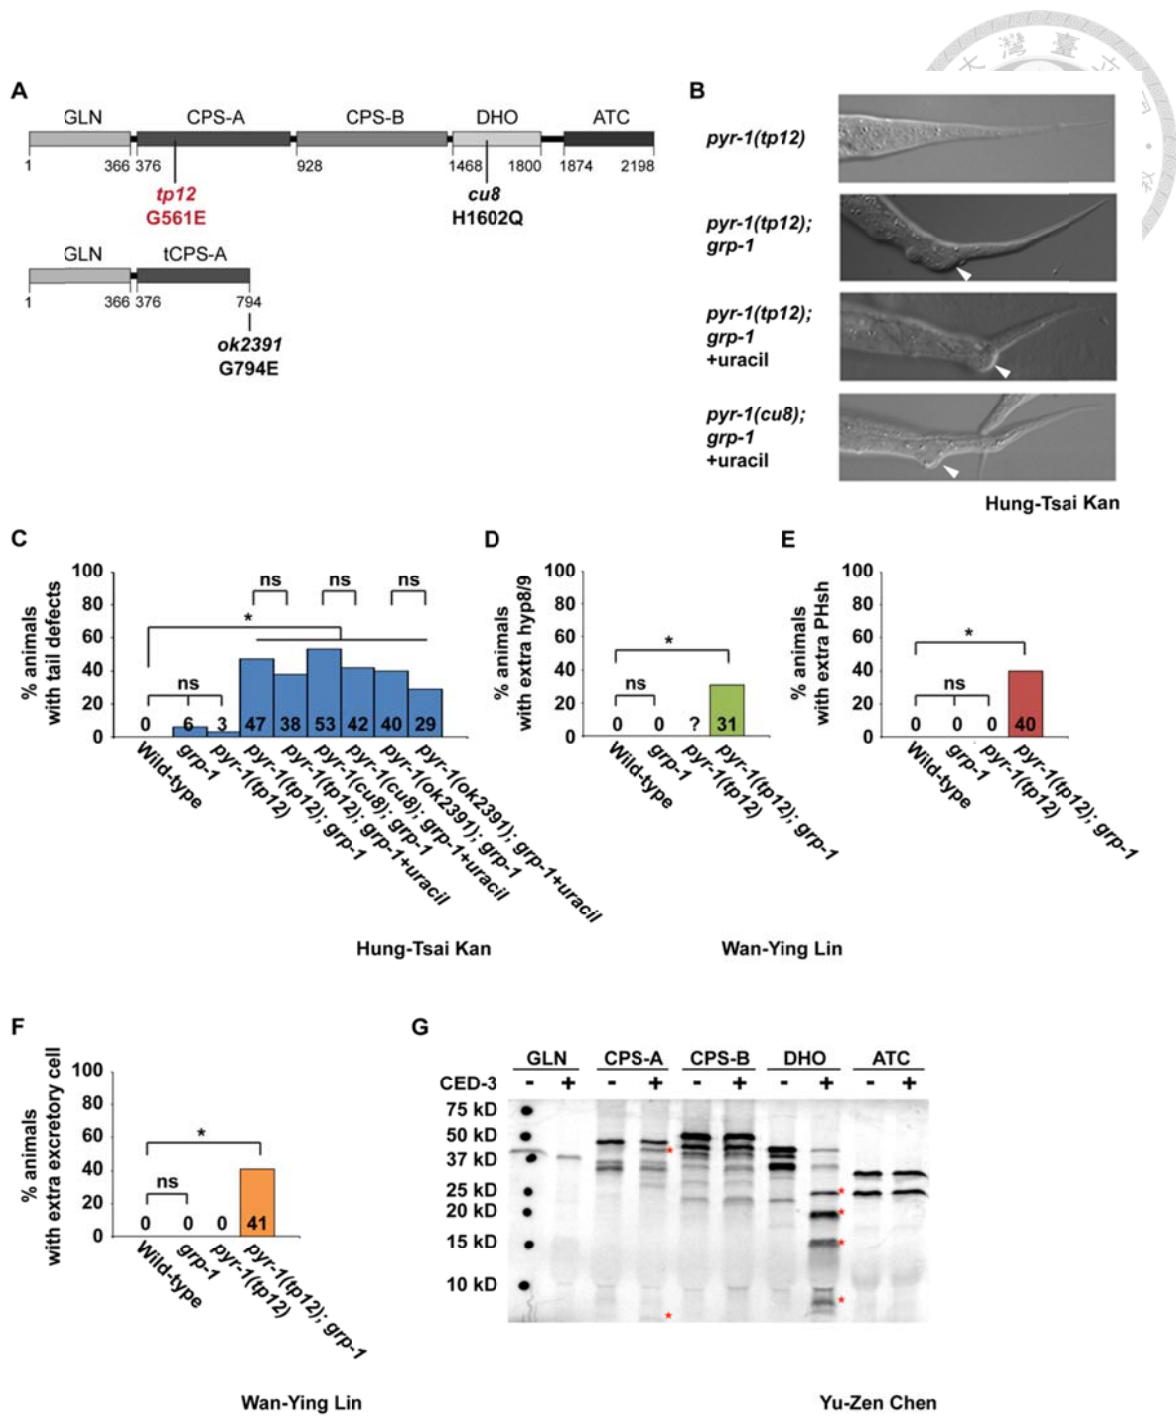 臺灣
A
GLN CPS-A CPS-B DHO ATC
1 366 376 928 1468 1800 1874 2198
tp12 cu8
G561E H1602Q
GLN tCPS-A
1 366 376 794
ok2391
G794E
B
pyr-1(tp12)
pyr-1(tp12);
grp-1
pyr-1(tp12);
grp-1
+uracil
pyr-1(cu8);
grp-1
+uracil
Hung-Tsai Kan
C
% animals
with tail defects
100
80
60
40
20
0
ns ns ns
*
ns
0 6 3 47 38 53 42 40 29
Wild-type
grp-1
pyr-1(tp12)
pyr-1(tp12); grp-1
pyr-1(tp12); grp-1+uracil
pyr-1(cu8); grp-1
pyr-1(cu8); grp-1+uracil
pyr-1(ok2391); grp-1
pyr-1(ok2391); grp-1+uracil
Hung-Tsai Kan
D
% animals
with extra hyp8/9
100
80
60
40
20
0
*
ns
0 0 ? 31
Wild-type
grp-1
pyr-1(tp12)
pyr-1(tp12); grp-1
E
% animals
with extra PHsh
100
80
60
40
20
0
*
ns
0 0 0 40
Wild-type
grp-1
pyr-1(tp12)
pyr-1(tp12); grp-1
Wan-Ying Lin
F
% animals
with extra excretory cell
100
80
60
40
20
0
*
ns
0 0 0 41
Wild-type
grp-1
pyr-1(tp12)
pyr-1(tp12); grp-1
Wan-Ying Lin
G
GLN CPS-A CPS-B DHO ATC
CED-3 - + - + - + - + - +
75 kD
50 kD
37 kD
25 kD
20 kD
15 kD
10 kD
* * * * * *
Yu-Zen Chen